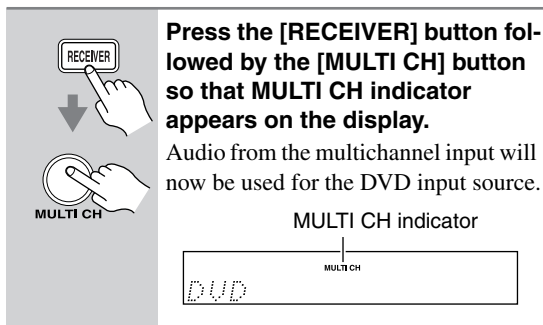 RECEIVER
MULTI CH
Press the [RECEIVER] button fol-
lowed by the [MULTI CH] button
so that MULTI CH indicator
appears on the display.
Audio from the multichannel input will
now be used for the DVD input source.
MULTI CH indicator
MULTI CH
DVD